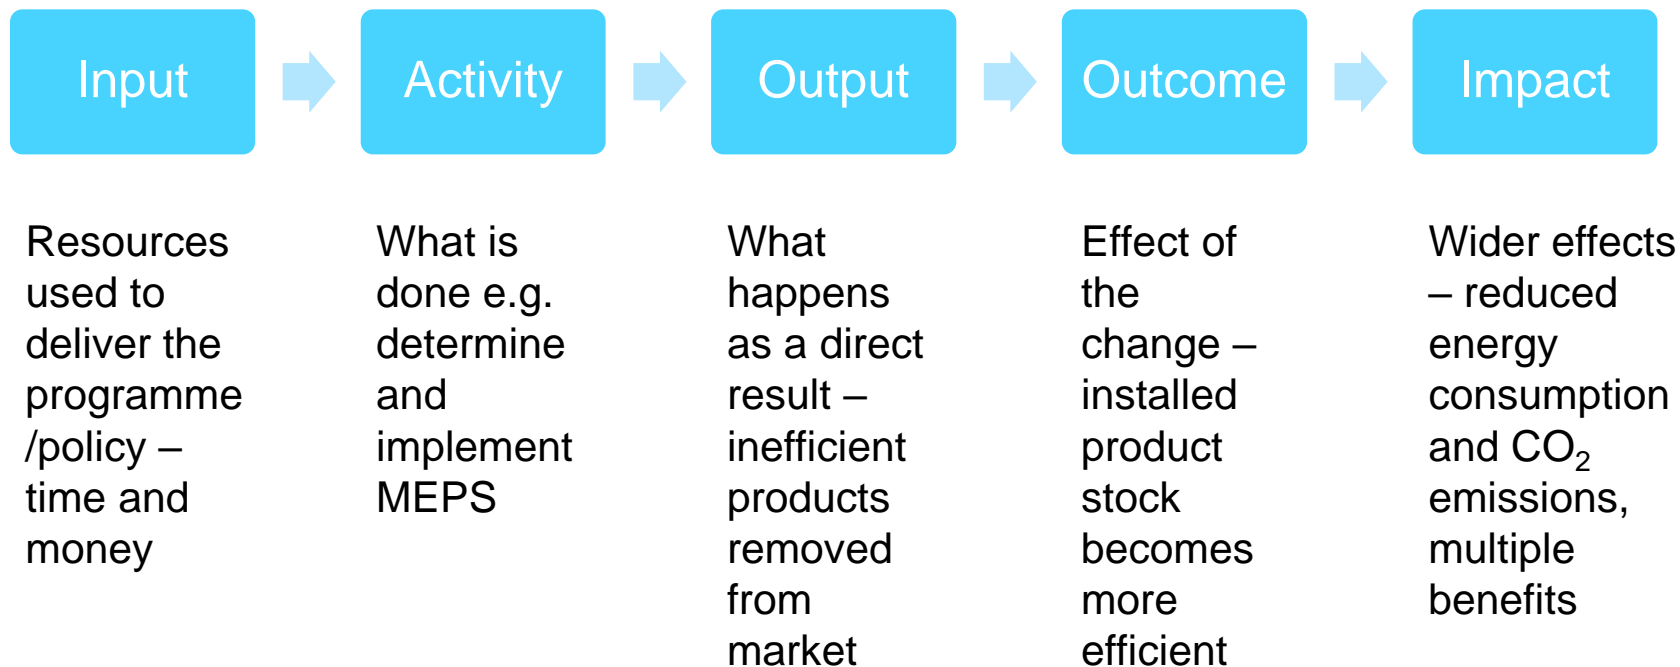 Input
Activity
Output
Outcome
Impact
Resources
used to
deliver the
programme
/policy –
time and
money
What is
done e.g.
determine
and
implement
MEPS
What
happens
as a direct
result –
inefficient
products
removed
from
market
Effect of
the
change –
installed
product
stock
becomes
more
efficient
Wider effects
– reduced
energy
consumption
and CO₂
emissions,
multiple
benefits